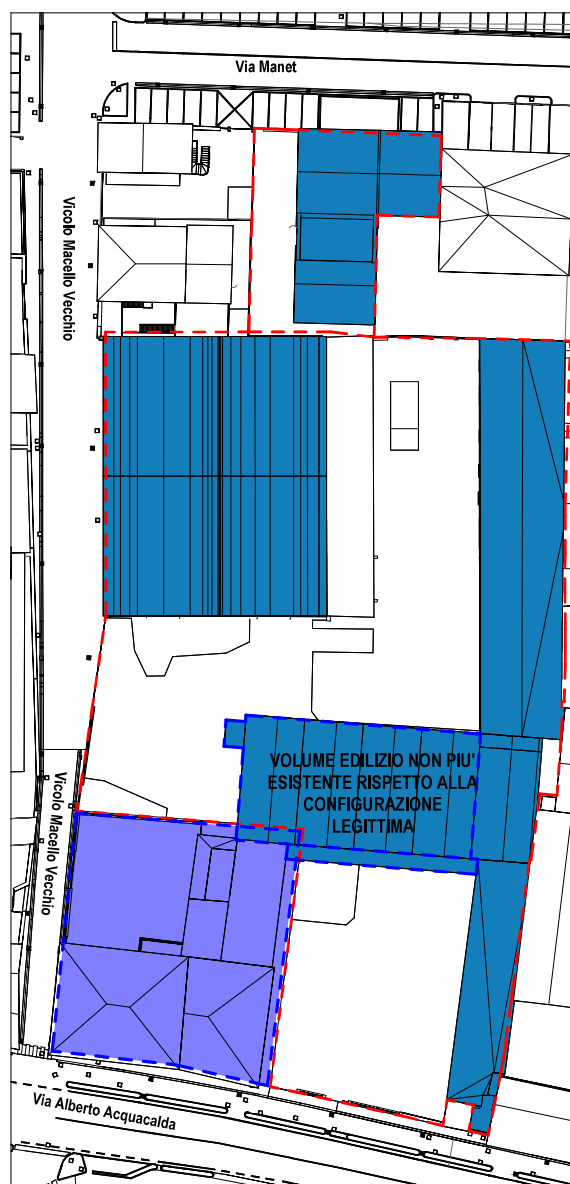 Via Manet
Vicolo Macello Vecchio
VOLUME EDILIZIO NON PIU'
ESISTENTE RISPETTO ALLA
CONFIGURAZIONE
LEGITTIMA
Vicolo Macello Vecchio
Via Alberto Acquacalda